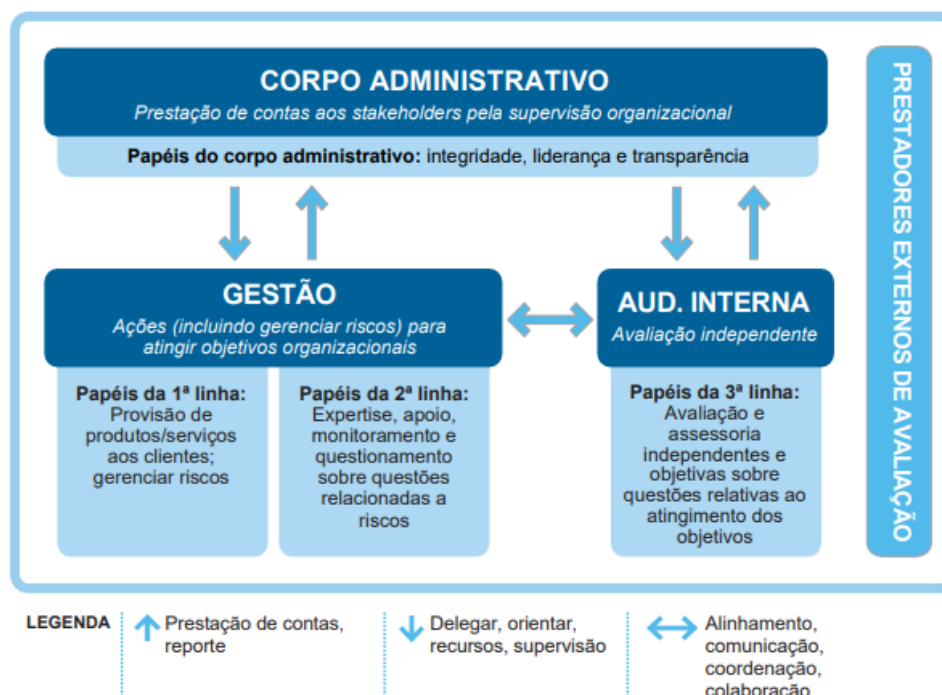 CORPO ADMINISTRATIVO
Prestação de contas aos stakeholders pela supervisão organizacional
Papéis do corpo administrativo: integridade, liderança e transparência
GESTÃO
Ações (incluindo gerenciar riscos) para
atingir objetivos organizacionais
Papéis da 1ª linha:
Provisão de
produtos/serviços
aos clientes;
gerenciar riscos
Papéis da 2ª linha:
Expertise, apoio,
monitoramento e
questionamento
sobre questões
relacionadas a
riscos
AUD. INTERNA
Avaliação independente
Papéis da 3ª linha:
Avaliação e
assessoria
independentes e
objetivas sobre
questões relativas ao
atingimento dos
objetivos
PRESTADORES EXTERNOS DE AVALIAÇÃO
LEGENDA
Prestação de contas,
reporte
Delegar, orientar,
recursos, supervisão
Alinhamento,
comunicação,
coordenação,
colaboração